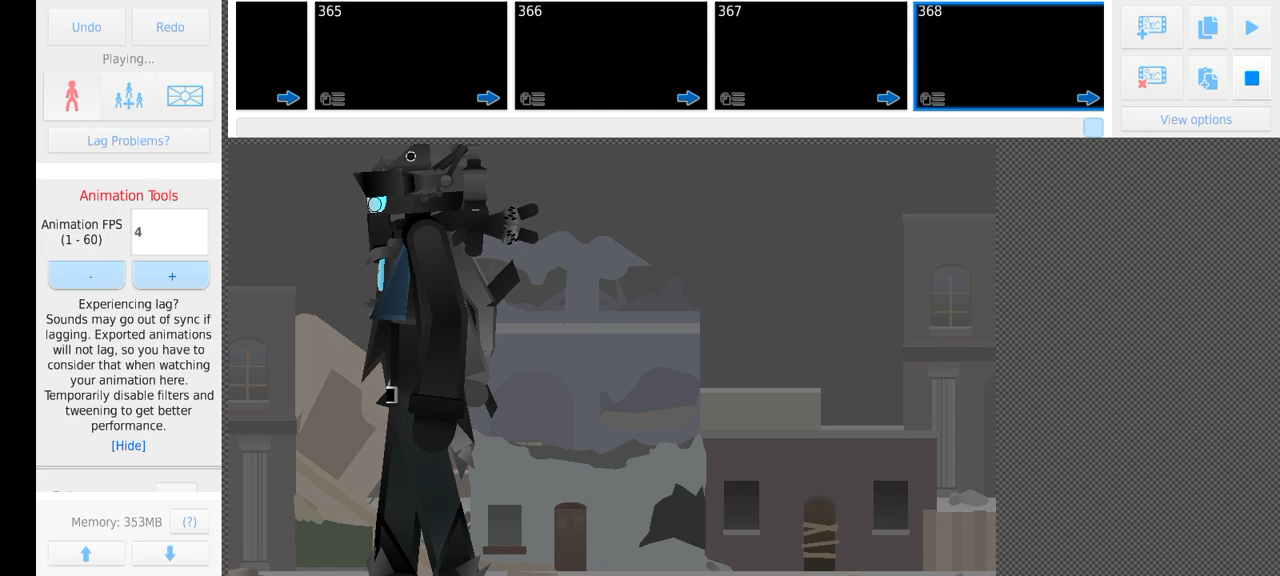 Undo
Redo
Playing...
Lag Problems?
Animation Tools
Animation FPS
(1 - 60)
4
-
+
Experiencing lag?
Sounds may go out of sync if
lagging. Exported animations
will not lag, so you have to
consider that when watching
your animation here.
Temporarily disable filters and
tweening to get better
performance.
[Hide]
Memory: 353MB
(?)
365
366
367
368
View options